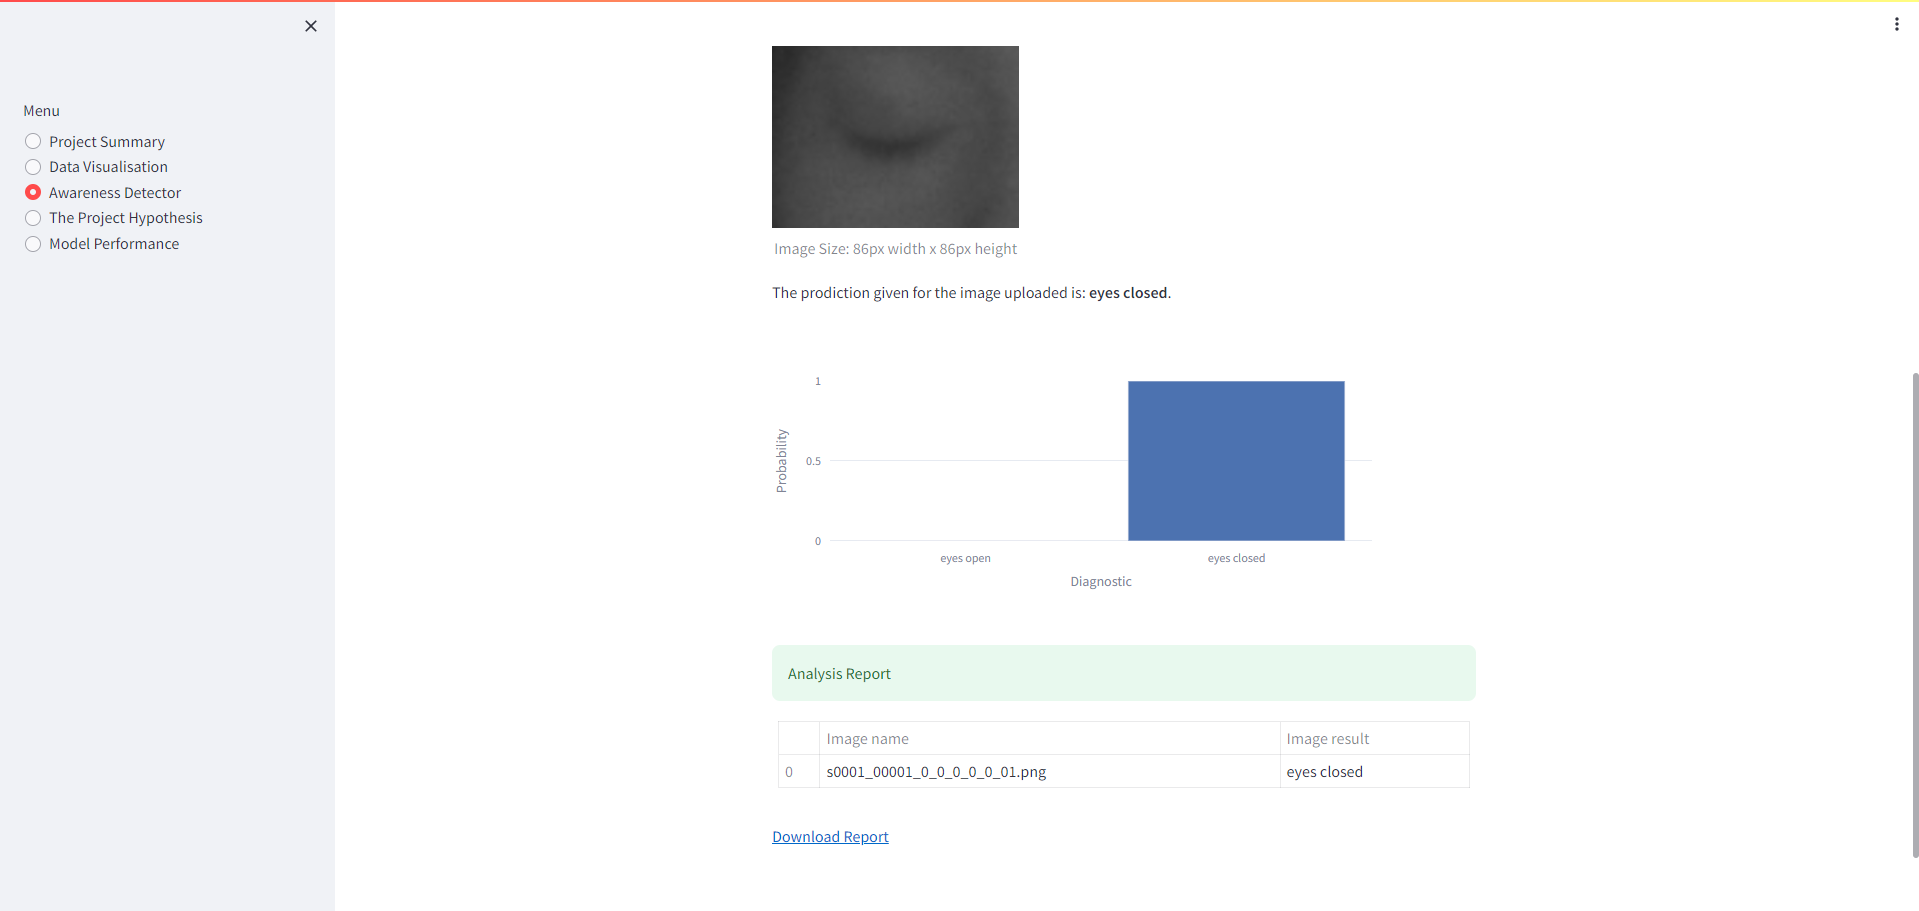 Menu
Project Summary
Data Visualisation
Awareness Detector
The Project Hypothesis
Model Performance
Image Size: 86px width x 86px height
The prodiction given for the image uploaded is: eyes closed.
1
0.5
0
Probability
eyes open eyes closed
Diagnostic
Analysis Report
Image name Image result
0 s0001_00001_0_0_0_0_0_01.png eyes closed
Download Report